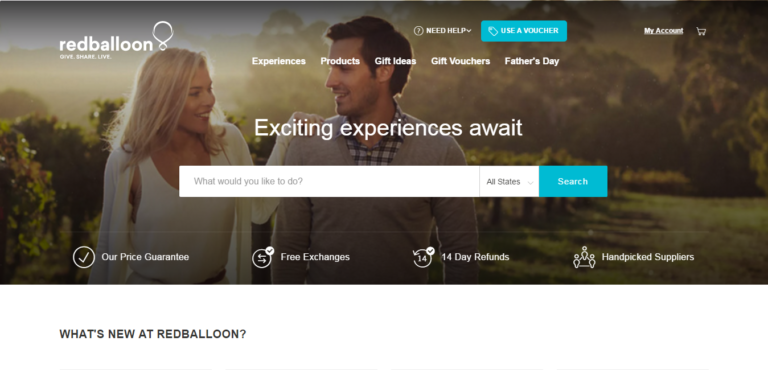 redballoon
GIVE. SHARE. LIVE.
? NEED HELP
USE A VOUCHER
My Account
Experiences
Products
Gift Ideas
Gift Vouchers
Father's Day
Exciting experiences await
What would you like to do?
All States
Search
Our Price Guarantee
Free Exchanges
14
14 Day Refunds
Handpicked Suppliers
WHAT'S NEW AT REDBALLOON?